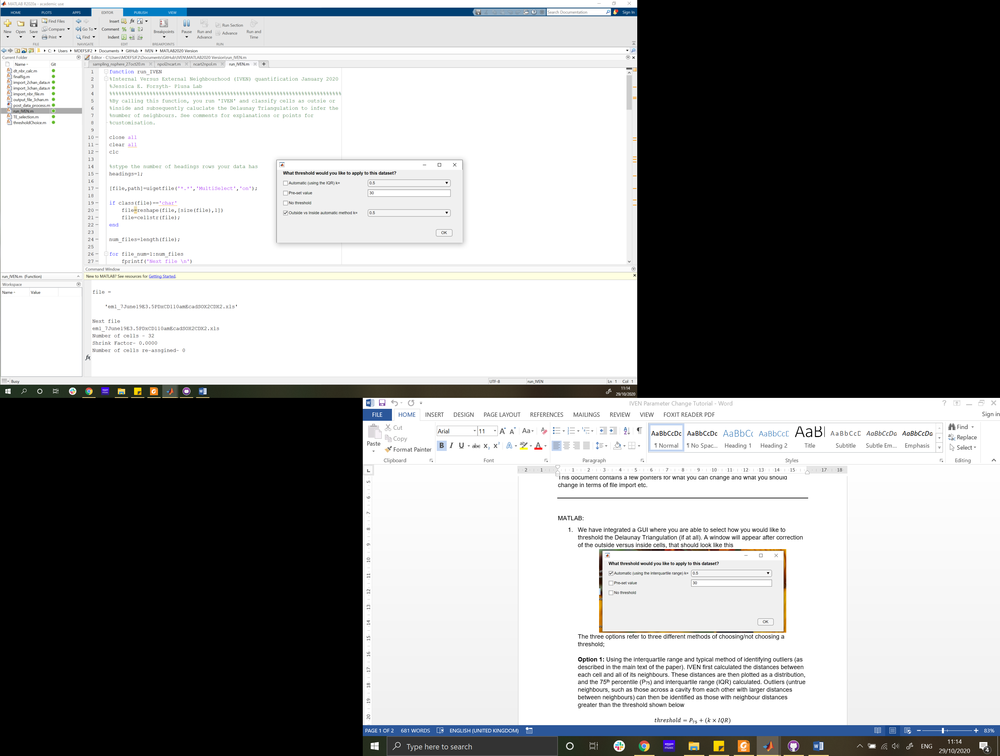 MATLAB R2020a - academic use
HOME PLOTS APPS EDITOR PUBLISH VIEW
Search Documentation
Sign In
New Open Save
Find Files
Compare
Print
Go To
Find
Insert
Comment
Indent
Breakpoints
Pause
Run and Advance
Run Section
Advance
Run and Time
FILE NAVIGATE EDIT BREAKPOINTS RUN
C: Users MDEFSJF2 Documents GitHub IVEN MATLAB2020 Version
Current Folder
Name Git
dt_nbr_calc.m
finalfig.m
import_2chan_data.m
import_3chan_data.m
import_nbr_file.m
output_file_3chan.m
post_data_process.m
run_IVEN.m
TE_selection.m
thresholdChoice.m
run_IVEN.m (Function)
Workspace
Name Value
Editor - C:\Users\MDEFSJF2\Documents\GitHub\IVEN\MATLAB2020 Version\run_IVEN.m
sampling_nsphere_27oct20.m npol2ncart.m ncart2npol.m run_IVEN.m
1 function run_IVEN
2 %Internal Versus External Neighbourhood (IVEN) quantification January 2020
3 %Jessica E. Forsyth- Plusa Lab
4 %%%%%%%%%%%%%%%%%%%%%%%%%%%%%%%%%%%%%%%%%%%%%%%%%%%%%%%%%%%%%%%%%%%%%%%%%%%%
5 %By calling this function, you run 'IVEN' and classify cells as outsie or
6 %inside and subsequently caluclate the Delaunay Triangulation to infer the
7 %number of neighbours. See comments for explanations or points for
8 %customisation.
9
10 close all
11 clear all
12 clc
13
14 %stype the number of headings rows your data has
15 headings=1;
16
17 [file,path]=uigetfile('*.*','MultiSelect','on');
18
19 if class(file)=='char'
20 file=reshape(file,[size(file),1])
21 file=cellstr(file);
22 end
23
24 num_files=length(file);
25
26 for file_num=1:num_files
27 fprintf('Next file \n')
What threshold would you like to apply to this dataset?
Automatic (using the IQR) k= 0.5
Pre-set value 30
No threshold
Outside vs Inside automatic method k= 0.5
OK
Command Window
New to MATLAB? See resources for Getting Started.
file =
'em1_7June19E3.5PDxCD110amEcadSOX2CDX2.xls'
Next file
em1_7June19E3.5PDxCD110amEcadSOX2CDX2.xls
Number of cells - 32
Shrink Factor- 0.0000
Number of cells re-assgined- 0
fx
Busy
UTF-8 run_IVEN Ln 1 Col 1
11:14
29/10/2020
IVEN Parameter Change Tutorial - Word
FILE HOME INSERT DESIGN PAGE LAYOUT REFERENCES MAILINGS REVIEW VIEW FOXIT READER PDF
Sign in
Paste
Cut
Copy
Format Painter
Arial 11
AaBbCcDc AaBbCcDc AaBbCc AaBbCcD AaBl AaBbCcD AaBbCcDa AaBbCcDa
¶ Normal ¶ No Spac... Heading 1 Heading 2 Title Subtitle Subtle Em... Emphasis
Find
Replace
Select
Clipboard Font Paragraph Styles Editing
This document contains a few pointers for what you can change and what you should
change in terms of file import etc.
MATLAB:
1. We have integrated a GUI where you are able to select how you would like to
threshold the Delaunay Triangulation (if at all). A window will appear after correction
of the outside versus inside cells, that should look like this
What threshold would you like to apply to this dataset?
Automatic (using the interquartile range) k= 0.5
Pre-set value 30
No threshold
OK
The three options refer to three different methods of choosing/not choosing a
threshold;
Option 1: Using the interquartile range and typical method of identifying outliers (as
described in the main text of the paper). IVEN first calculated the distances between
each cell and all of its neighbours. These distances are then plotted as a distribution,
and the 75th percentile (P75) and interquartile range (IQR) calculated. Outliers (untrue
neighbours, such as those across a cavity from each other with larger distances
between neighbours) can then be identified as those with neighbour distances
greater than the threshold shown below
threshold = P75 + (k × IQR)
PAGE 1 OF 2 681 WORDS ENGLISH (UNITED KINGDOM) 83%
Type here to search
ENG
11:14
29/10/2020
4